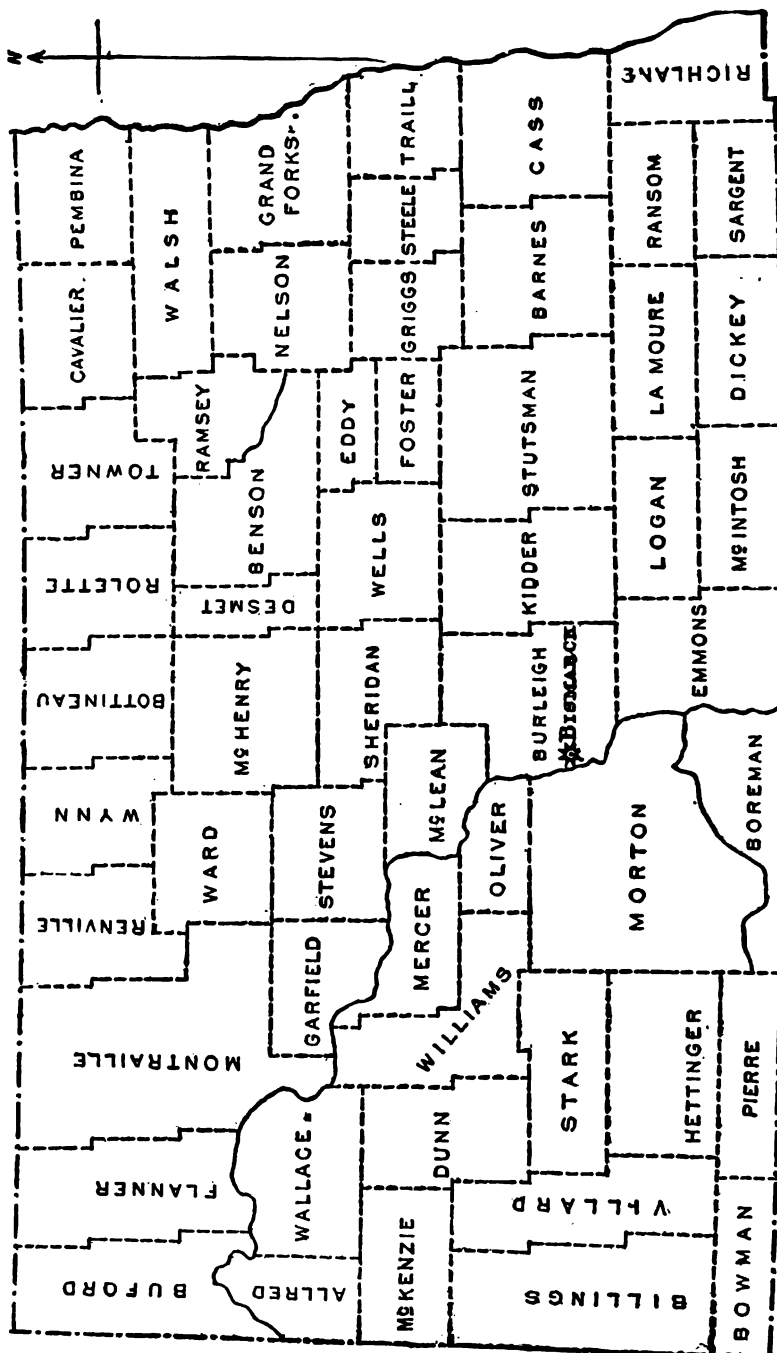 N
BUFORD
FLANNER
MONTRAILLE
RENVILLE
WYNN
BOTTINEAU
ROLETTE
TOWNER
CAVALIER.
PEMBINA
WARD
McHENRY
DESMET
BENSON
RAMSEY
WALSH
NELSON
GRAND
FORKS
ALLRED
WALLACE
GARFIELD
STEVENS
SHERIDAN
WELLS
EDDY
FOSTER
GRIGGS
STEELE
TRAILL
McKENZIE
DUNN
WILLIAMS
MERCER
McLEAN
OLIVER
BURLEIGH
BISMARCK
KIDDER
STUTSMAN
BARNES
CASS
BILLINGS
VILLARD
STARK
HETTINGER
MORTON
EMMONS
LOGAN
LA MOURE
RANSOM
RICHLANE
BOWMAN
PIERRE
BOREMAN
McINTOSH
DICKEY
SARGENT